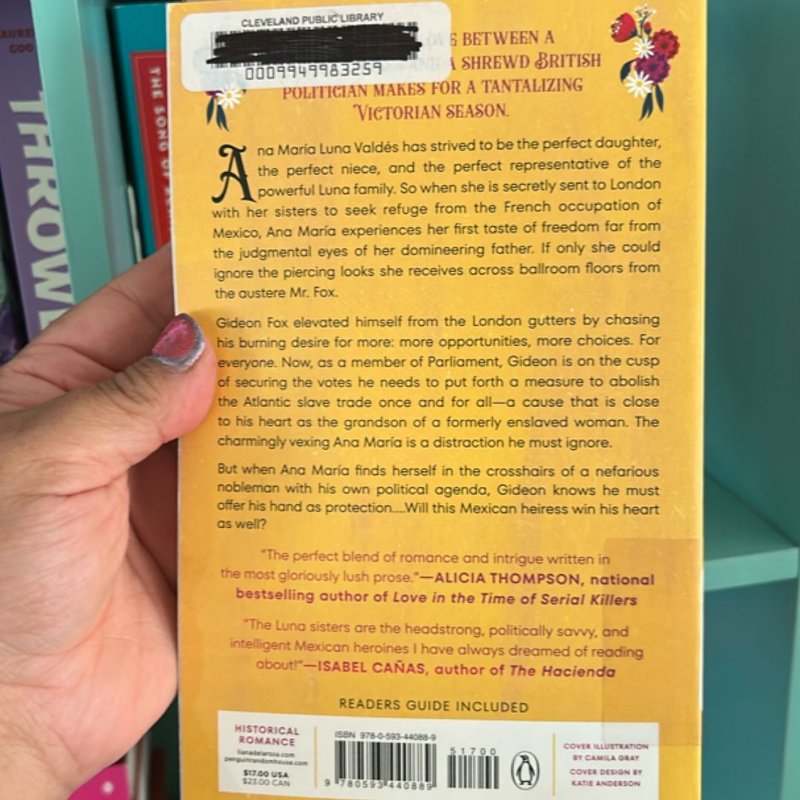 CLEVELAND PUBLIC LIBRARY
0009949983259
BETWEEN A
A SHREWD BRITISH
POLITICIAN MAKES FOR A TANTALIZING
VICTORIAN SEASON.
Ana María Luna Valdés has strived to be the perfect daughter,
the perfect niece, and the perfect representative of the
powerful Luna family. So when she is secretly sent to London
with her sisters to seek refuge from the French occupation of
Mexico, Ana María experiences her first taste of freedom far from
the judgmental eyes of her domineering father. If only she could
ignore the piercing looks she receives across ballroom floors from
the austere Mr. Fox.
Gideon Fox elevated himself from the London gutters by chasing
his burning desire for more: more opportunities, more choices. For
everyone. Now, as a member of Parliament, Gideon is on the cusp
of securing the votes he needs to put forth a measure to abolish
the Atlantic slave trade once and for all—a cause that is close
to his heart as the grandson of a formerly enslaved woman. The
charmingly vexing Ana María is a distraction he must ignore.
But when Ana María finds herself in the crosshairs of a nefarious
nobleman with his own political agenda, Gideon knows he must
offer his hand as protection....Will this Mexican heiress win his heart
as well?
"The perfect blend of romance and intrigue written in
the most gloriously lush prose."—ALICIA THOMPSON, national
bestselling author of Love in the Time of Serial Killers
"The Luna sisters are the headstrong, politically savvy, and
intelligent Mexican heroines I have always dreamed of reading
about!"—ISABEL CAÑAS, author of The Hacienda
READERS GUIDE INCLUDED
HISTORICAL
ROMANCE
lianadelarosa.com
penguinrandomhouse.com
$17.00 USA
$23.00 CAN
ISBN 978-0-593-44088-9
51700
9 780593 440889
COVER ILLUSTRATION
BY CAMILA GRAY
COVER DESIGN BY
KATIE ANDERSON
THE SONG OF
GOO